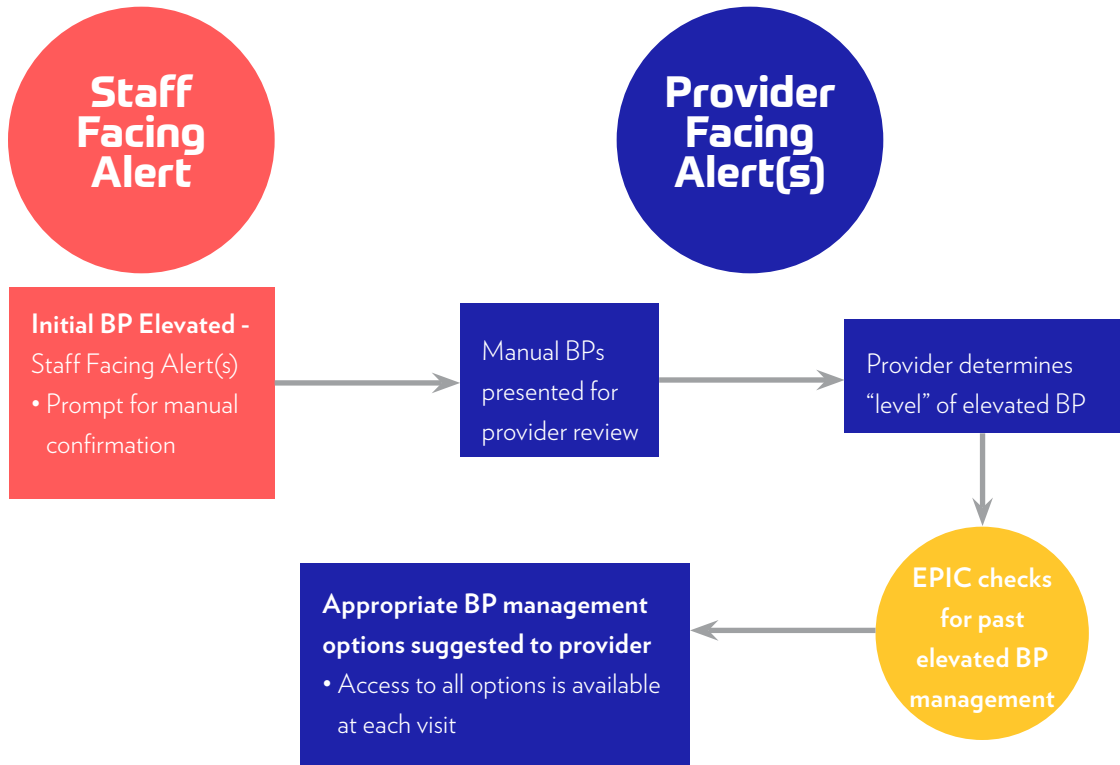 Staff
Facing
Alert
Provider
Facing
Alert(s)
Initial BP Elevated -
Staff Facing Alert(s)
• Prompt for manual
confirmation
Manual BPs
presented for
provider review
Provider determines
“level” of elevated BP
EPIC checks
for past
elevated BP
management
Appropriate BP management
options suggested to provider
• Access to all options is available
at each visit